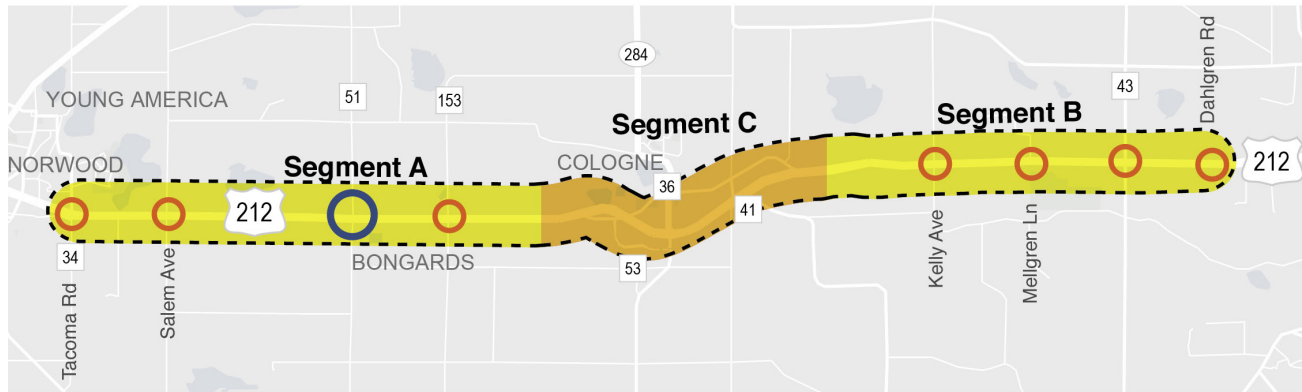 284
51
153
YOUNG AMERICA
43
Dahlgren Rd
Segment C
Segment B
NORWOOD
Segment A
COLOGNE
212
36
212
41
34
BONGARDS
53
Tacoma Rd
Salem Ave
Kelly Ave
Mellgren Ln